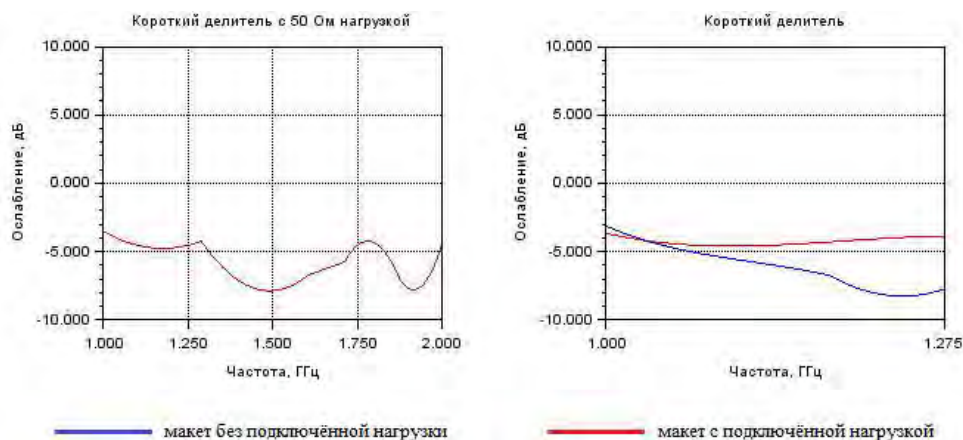 Короткий делитель с 50 Ом нагрузкой
10.000
5.000
0.000
-5.000
-10.000
Ослабление, дБ
1.000 1.250 1.500 1.750 2.000
Частота, ГГц
Короткий делитель
10.000
5.000
0.000
-5.000
-10.000
Ослабление, дБ
1.000 1.275
Частота, ГГц
макет без подключённой нагрузки
макет с подключённой нагрузкой